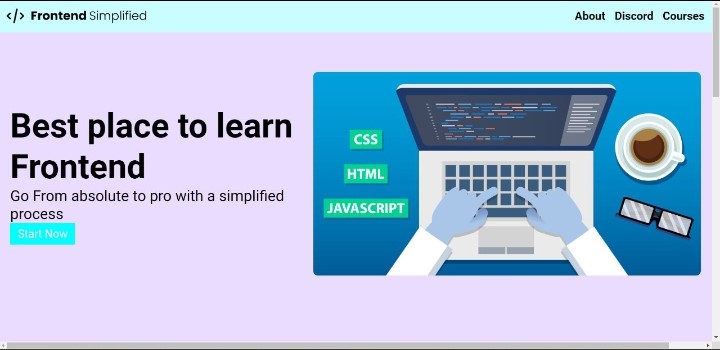 </> Frontend Simplified
About Discord Courses
Best place to learn
Frontend
Go From absolute to pro with a simplified
process
Start Now
CSS
HTML
JAVASCRIPT